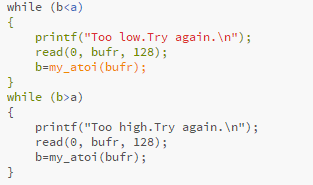 while (b<a)
{
    printf("Too low.Try again.\n");
    read(0, bufr, 128);
    b=my_atoi(bufr);
}
while (b>a)
{
    printf("Too high.Try again.\n");
    read(0, bufr, 128);
    b=my_atoi(bufr);
}